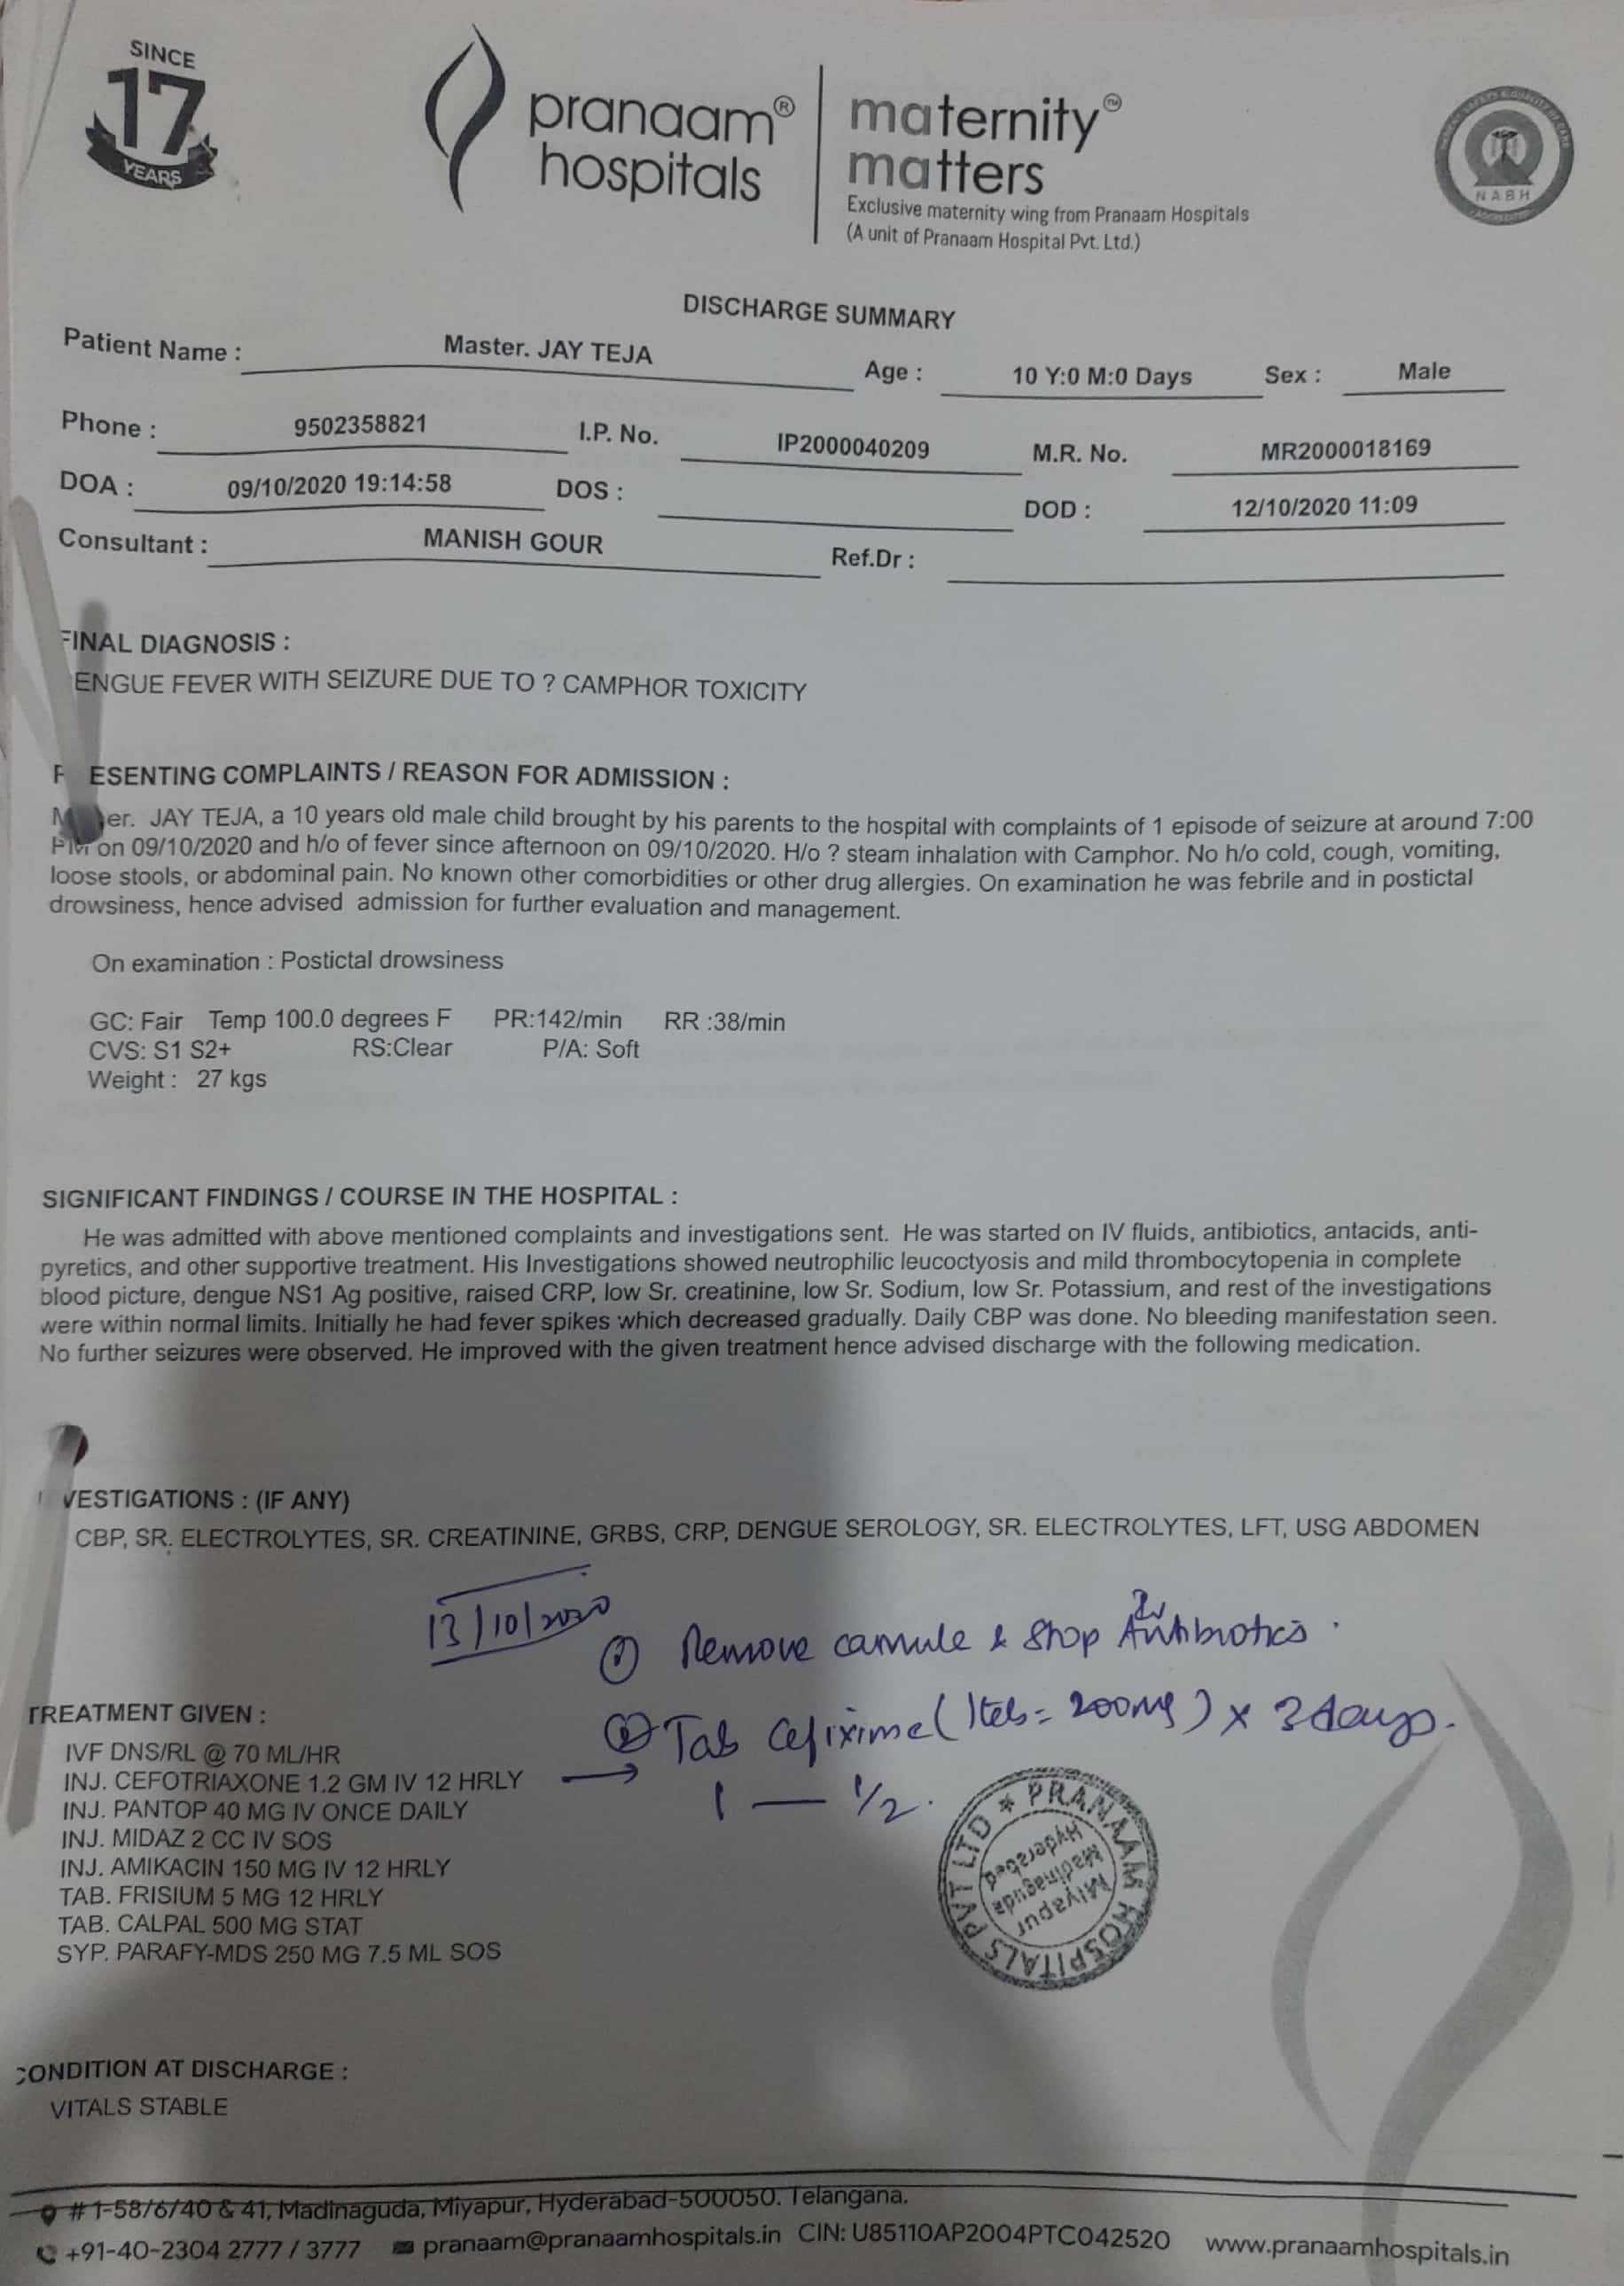 SINCE
17
YEARS
pranaam®
hospitals
maternity™
matters
Exclusive maternity wing from Pranaam Hospitals
(A unit of Pranaam Hospital Pvt. Ltd.)
NABH
DISCHARGE SUMMARY
Patient Name : Master. JAY TEJA Age : 10 Y:0 M:0 Days Sex : Male
Phone : 9502358821 I.P. No. IP2000040209 M.R. No. MR2000018169
DOA : 09/10/2020 19:14:58 DOS : DOD : 12/10/2020 11:09
Consultant : MANISH GOUR Ref.Dr :
FINAL DIAGNOSIS :
ENGUE FEVER WITH SEIZURE DUE TO ? CAMPHOR TOXICITY
ESENTING COMPLAINTS / REASON FOR ADMISSION :
er. JAY TEJA, a 10 years old male child brought by his parents to the hospital with complaints of 1 episode of seizure at around 7:00
PM on 09/10/2020 and h/o of fever since afternoon on 09/10/2020. H/o ? steam inhalation with Camphor. No h/o cold, cough, vomiting,
loose stools, or abdominal pain. No known other comorbidities or other drug allergies. On examination he was febrile and in postictal
drowsiness, hence advised admission for further evaluation and management.
On examination : Postictal drowsiness
GC: Fair Temp 100.0 degrees F PR:142/min RR :38/min
CVS: S1 S2+ RS:Clear P/A: Soft
Weight : 27 kgs
SIGNIFICANT FINDINGS / COURSE IN THE HOSPITAL :
He was admitted with above mentioned complaints and investigations sent. He was started on IV fluids, antibiotics, antacids, anti-
pyretics, and other supportive treatment. His Investigations showed neutrophilic leucoctyosis and mild thrombocytopenia in complete
blood picture, dengue NS1 Ag positive, raised CRP, low Sr. creatinine, low Sr. Sodium, low Sr. Potassium, and rest of the investigations
were within normal limits. Initially he had fever spikes which decreased gradually. Daily CBP was done. No bleeding manifestation seen.
No further seizures were observed. He improved with the given treatment hence advised discharge with the following medication.
VESTIGATIONS : (IF ANY)
CBP, SR. ELECTROLYTES, SR. CREATININE, GRBS, CRP, DENGUE SEROLOGY, SR. ELECTROLYTES, LFT, USG ABDOMEN
13/10/2020
① Remove cannule & Stop IV Antibiotics .
② Tab Cefixime ( 1tab = 200mg ) x 3 days.
→ 1 — 1/2 .
TREATMENT GIVEN :
IVF DNS/RL @ 70 ML/HR
INJ. CEFOTRIAXONE 1.2 GM IV 12 HRLY
INJ. PANTOP 40 MG IV ONCE DAILY
INJ. MIDAZ 2 CC IV SOS
INJ. AMIKACIN 150 MG IV 12 HRLY
TAB. FRISIUM 5 MG 12 HRLY
TAB. CALPAL 500 MG STAT
SYP. PARAFY-MDS 250 MG 7.5 ML SOS
* PRANAAM HOSPITALS PVT LTD
Miyapur
Madinaguda
Hyderabad
CONDITION AT DISCHARGE :
VITALS STABLE
# 1-58/6/40 & 41, Madinaguda, Miyapur, Hyderabad-500050. Telangana.
+91-40-2304 2777 / 3777 pranaam@pranaamhospitals.in CIN: U85110AP2004PTC042520 www.pranaamhospitals.in